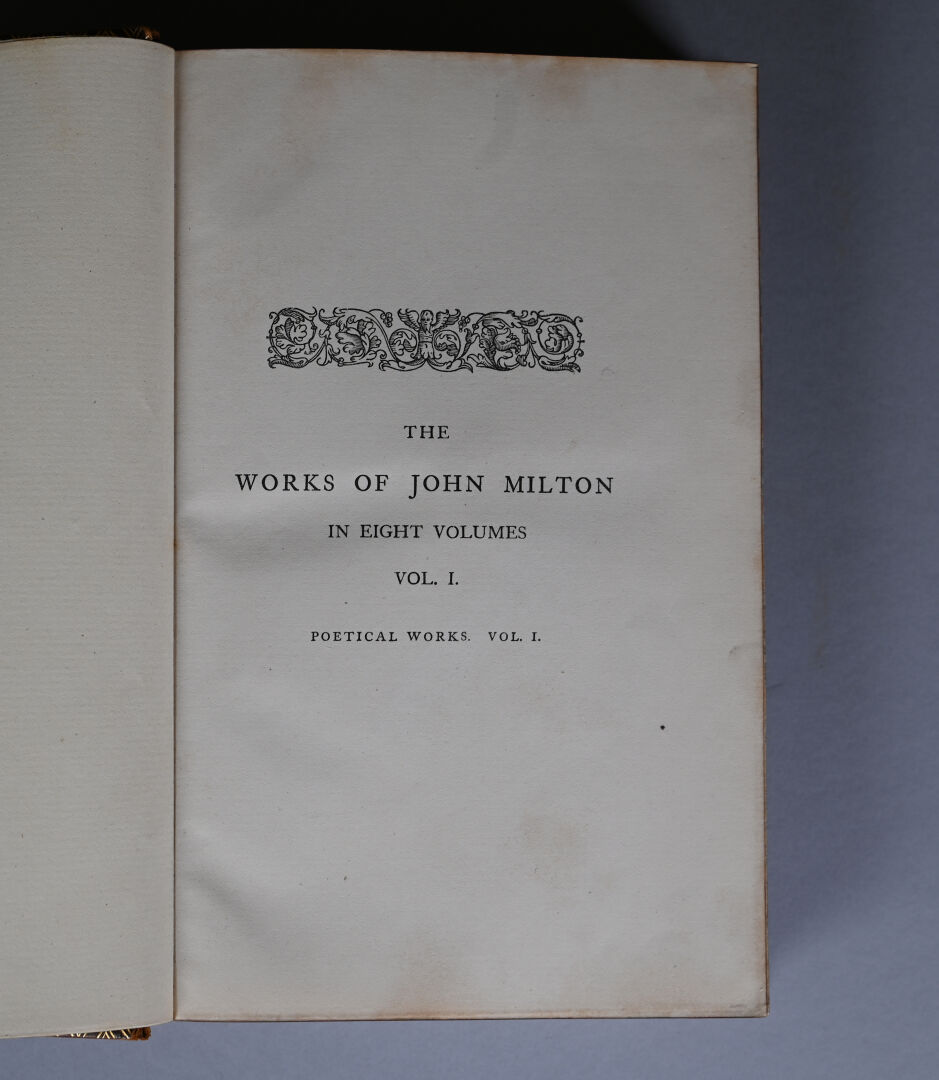 THE
WORKS OF JOHN MILTON
IN EIGHT VOLUMES
VOL. I.
POETICAL WORKS. VOL. I.